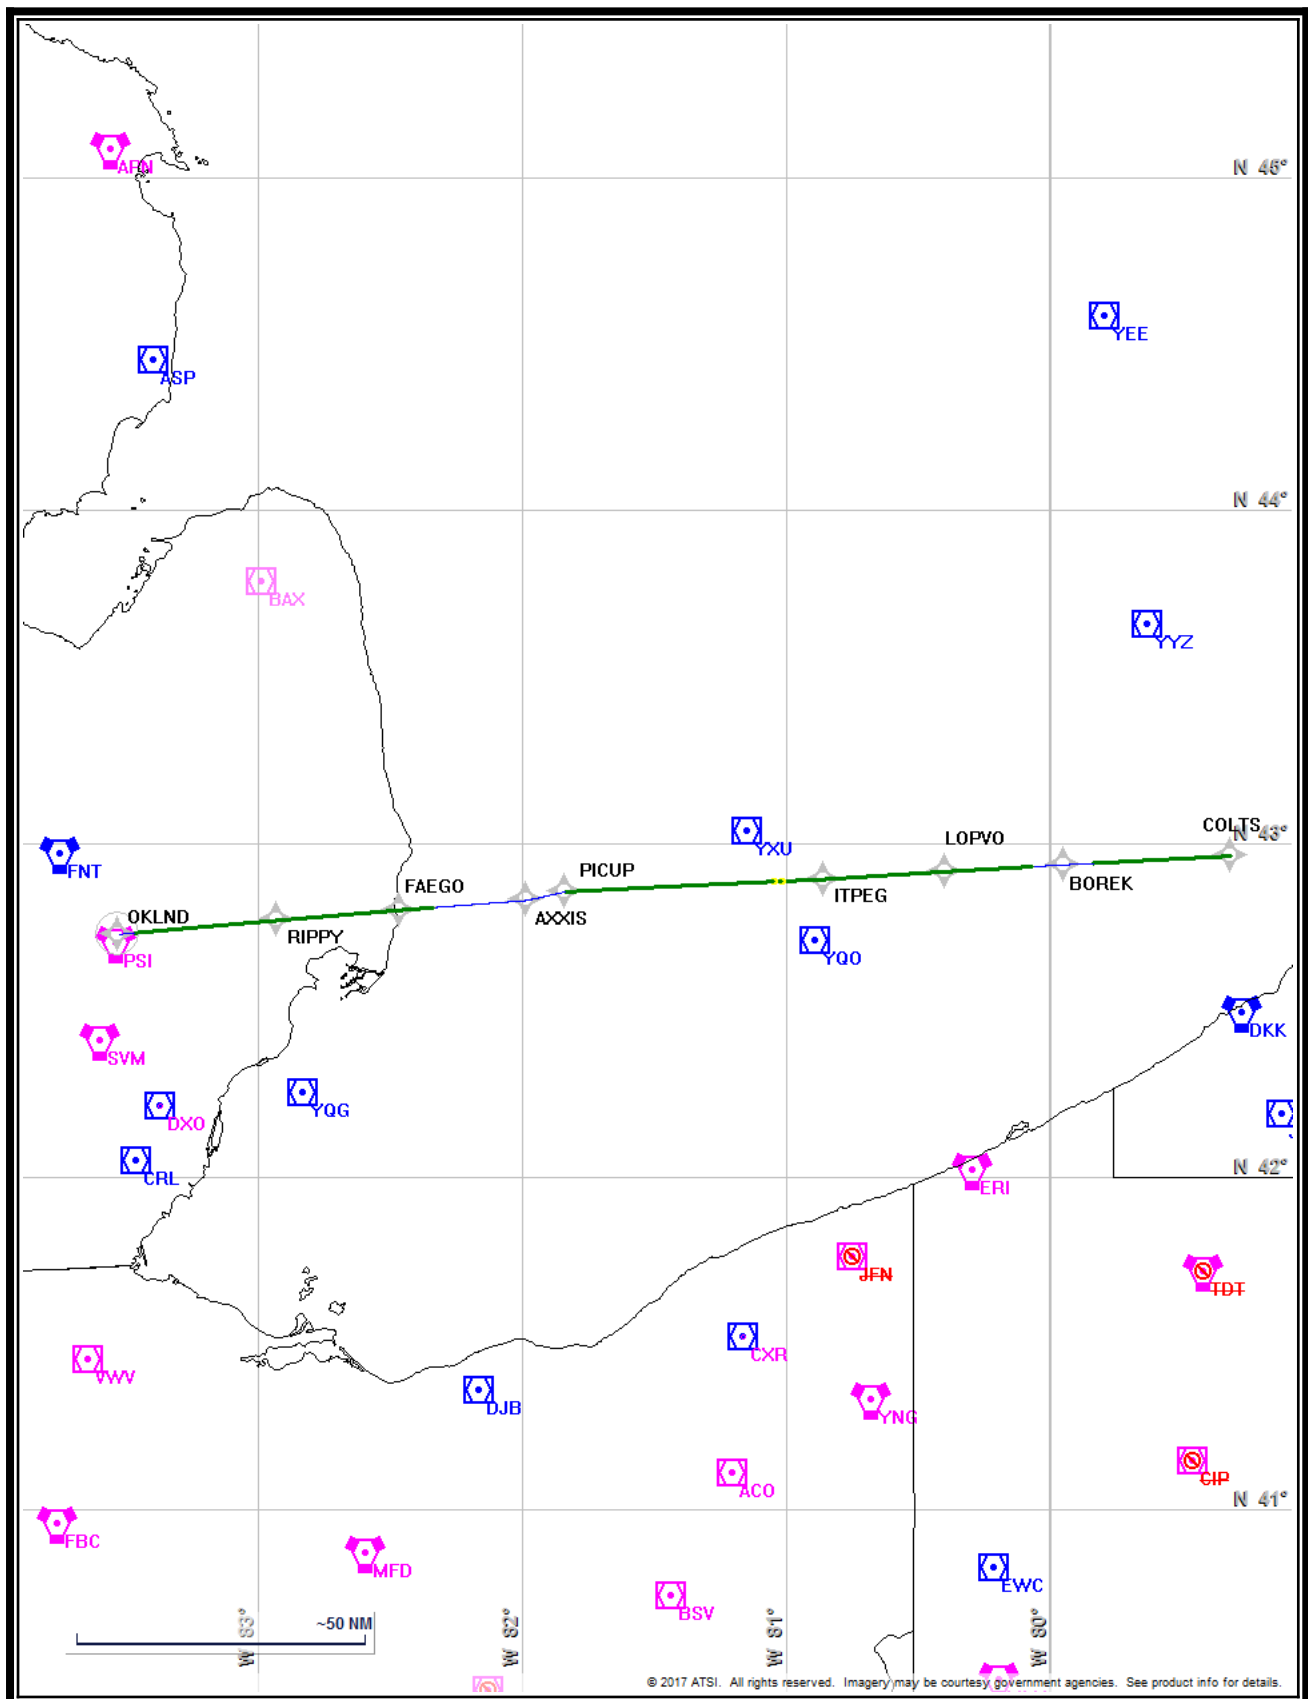 APN
N 45°
YEE
ASP
N 44°
BAX
YYZ
COLTS
N 43°
LOPVO
YXU
FNT
PICUP
BOREK
FAEGO
ITPEG
OKLND
AXXIS
RIPPY
YQO
PSI
DKK
SVM
YQG
DXO
N 42°
CRL
ERI
JFN
TDT
CXR
VWV
DJB
YNG
CIP
ACO
N 41°
FBC
MFD
EWC
BSV
~50 NM
W 83°
W 82°
W 81°
W 80°
© 2017 ATSI. All rights reserved. Imagery may be courtesy government agencies. See product info for details.